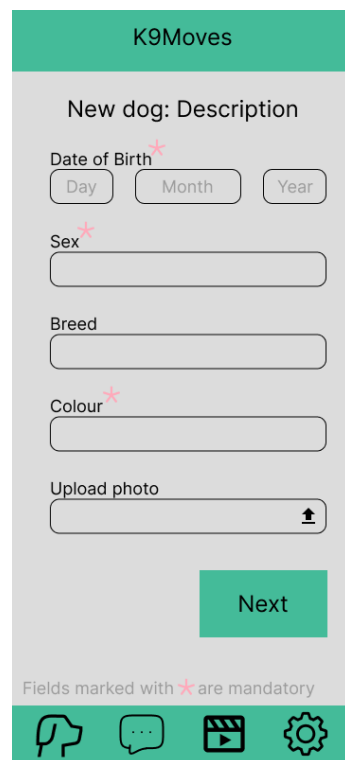 K9Moves
New dog: Description
Date of Birth*
Day Month Year
Sex*
Breed
Colour*
Upload photo
Next
Fields marked with * are mandatory